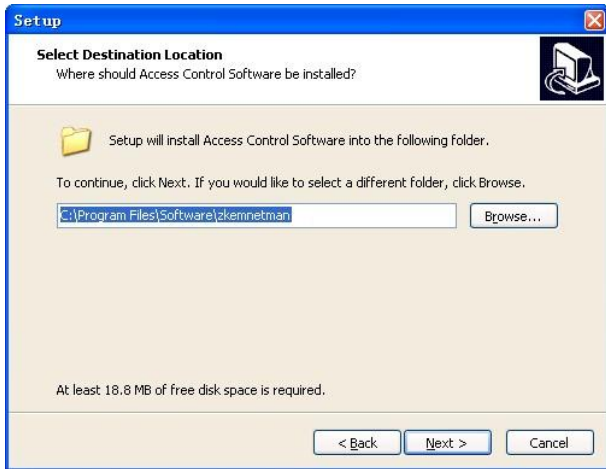 Setup
Select Destination Location
Where should Access Control Software be installed?
Setup will install Access Control Software into the following folder.
To continue, click Next. If you would like to select a different folder, click Browse.
C:\Program Files\Software\zkemnetman
Browse...
At least 18.8 MB of free disk space is required.
< Back
Next >
Cancel